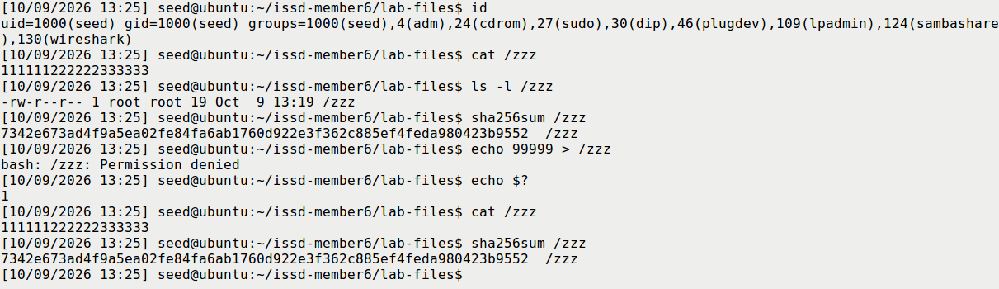 [10/09/2026 13:25] seed@ubuntu:~/issd-member6/lab-files$ id
uid=1000(seed) gid=1000(seed) groups=1000(seed),4(adm),24(cdrom),27(sudo),30(dip),46(plugdev),109(lpadmin),124(sambashare
),130(wireshark)
[10/09/2026 13:25] seed@ubuntu:~/issd-member6/lab-files$ cat /zzz
111111222222333333
[10/09/2026 13:25] seed@ubuntu:~/issd-member6/lab-files$ ls -l /zzz
-rw-r--r-- 1 root root 19 Oct  9 13:19 /zzz
[10/09/2026 13:25] seed@ubuntu:~/issd-member6/lab-files$ sha256sum /zzz
7342e673ad4f9a5ea02fe84fa6ab1760d922e3f362c885ef4feda980423b9552  /zzz
[10/09/2026 13:25] seed@ubuntu:~/issd-member6/lab-files$ echo 99999 > /zzz
bash: /zzz: Permission denied
[10/09/2026 13:25] seed@ubuntu:~/issd-member6/lab-files$ echo $?
1
[10/09/2026 13:25] seed@ubuntu:~/issd-member6/lab-files$ cat /zzz
111111222222333333
[10/09/2026 13:25] seed@ubuntu:~/issd-member6/lab-files$ sha256sum /zzz
7342e673ad4f9a5ea02fe84fa6ab1760d922e3f362c885ef4feda980423b9552  /zzz
[10/09/2026 13:25] seed@ubuntu:~/issd-member6/lab-files$